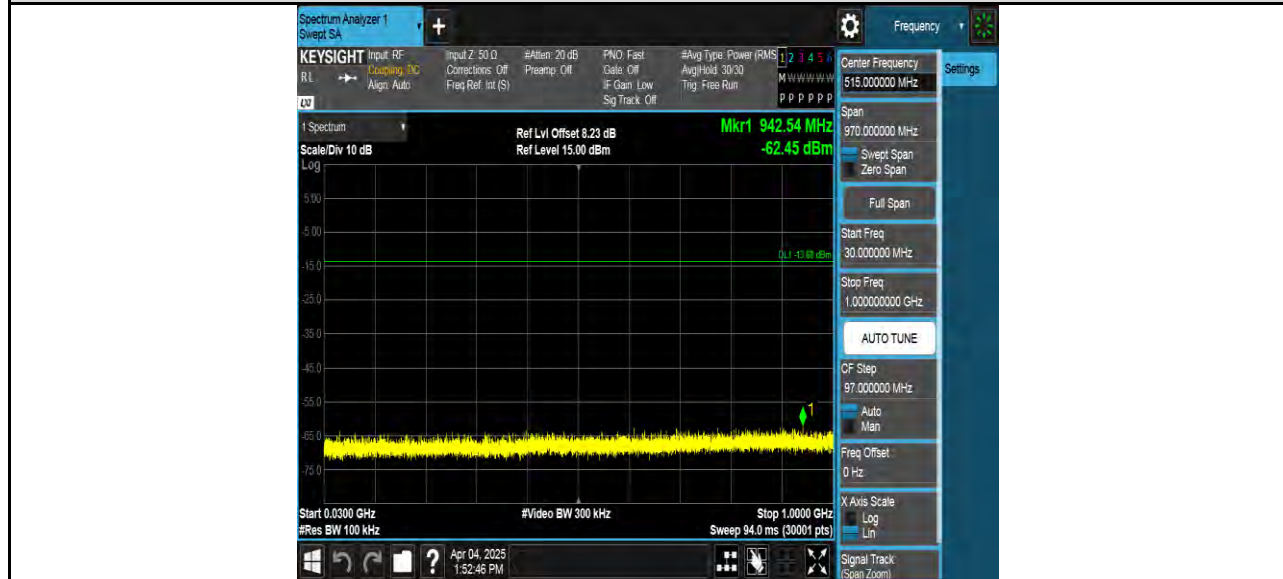 Spectrum Analyzer 1
Swept SA
+
Frequency
KEYSIGHT
Input: RF
Coupling: DC
Align: Auto
RL
LXI
Input Z: 50 Ω
Corrections: Off
Freq Ref: Int (S)
#Atten: 20 dB
Preamp: Off
PNO: Fast
Gate: Off
IF Gain: Low
Sig Track: Off
#Avg Type: Power (RMS
Avg|Hold: 30/30
Trig: Free Run
1 2 3 4 5 6
M W W W W W
P P P P P P
Center Frequency
515.000000 MHz
Settings
1 Spectrum
Scale/Div 10 dB
Log
Ref Lvl Offset 8.23 dB
Ref Level 15.00 dBm
Mkr1 942.54 MHz
-62.45 dBm
Span
970.000000 MHz
Swept Span
Zero Span
Full Span
Start Freq
30.000000 MHz
Stop Freq
1.000000000 GHz
AUTO TUNE
CF Step
97.000000 MHz
Auto
Man
Freq Offset
0 Hz
X Axis Scale
Log
Lin
Signal Track
(Span Zoom)
5.00
-5.00
-15.0
-25.0
-35.0
-45.0
-55.0
-65.0
-75.0
1
Start 0.0300 GHz
#Res BW 100 kHz
#Video BW 300 kHz
Stop 1.0000 GHz
Sweep 94.0 ms (30001 pts)
?
Apr 04, 2025
1:52:46 PM